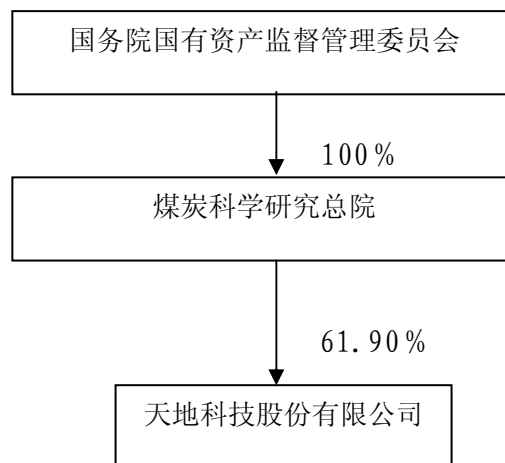 国务院国有资产监督管理委员会
100%
煤炭科学研究总院
61.90%
天地科技股份有限公司